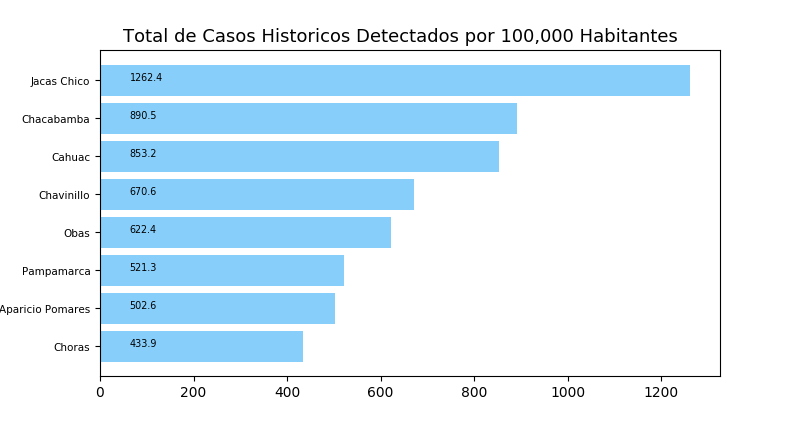 Total de Casos Historicos Detectados por 100,000 Habitantes
Jacas Chico 1262.4
Chacabamba 890.5
Cahuac 853.2
Chavinillo 670.6
Obas 622.4
Pampamarca 521.3
Aparicio Pomares 502.6
Choras 433.9
0 200 400 600 800 1000 1200